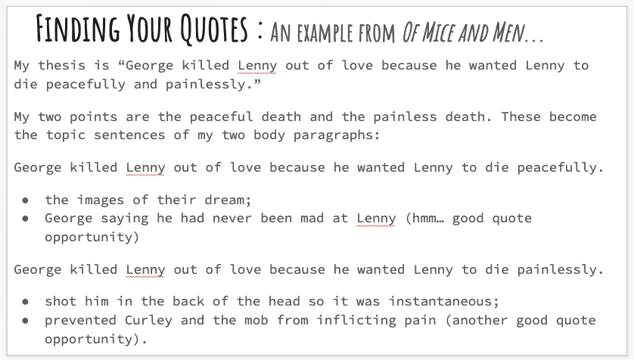 Finding Your Quotes : An example from Of Mice and Men...
My thesis is “George killed Lenny out of love because he wanted Lenny to
die peacefully and painlessly.”
My two points are the peaceful death and the painless death. These become
the topic sentences of my two body paragraphs:
George killed Lenny out of love because he wanted Lenny to die peacefully.
● the images of their dream;
● George saying he had never been mad at Lenny (hmm… good quote
opportunity)
George killed Lenny out of love because he wanted Lenny to die painlessly.
● shot him in the back of the head so it was instantaneous;
● prevented Curley and the mob from inflicting pain (another good quote
opportunity).